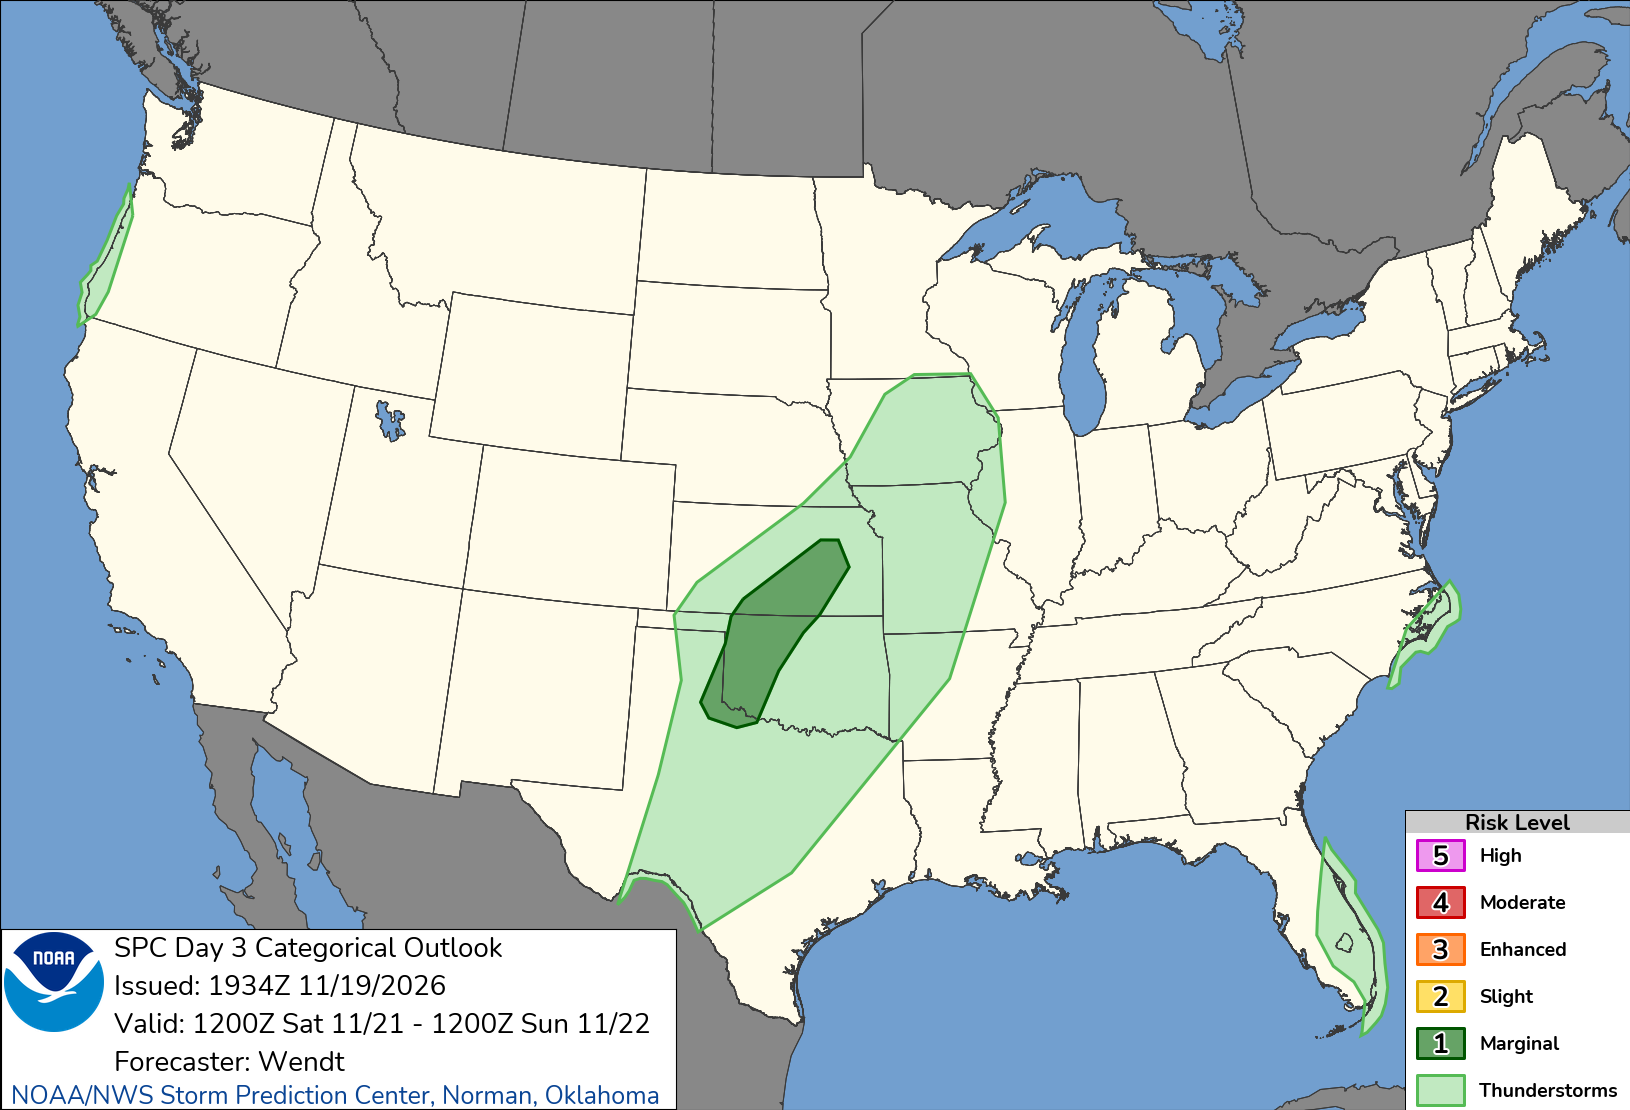 Risk Level
5 High
4 Moderate
3 Enhanced
2 Slight
1 Marginal
Thunderstorms
NOAA
SPC Day 3 Categorical Outlook
Issued: 1934Z 11/19/2026
Valid: 1200Z Sat 11/21 - 1200Z Sun 11/22
Forecaster: Wendt
NOAA/NWS Storm Prediction Center, Norman, Oklahoma